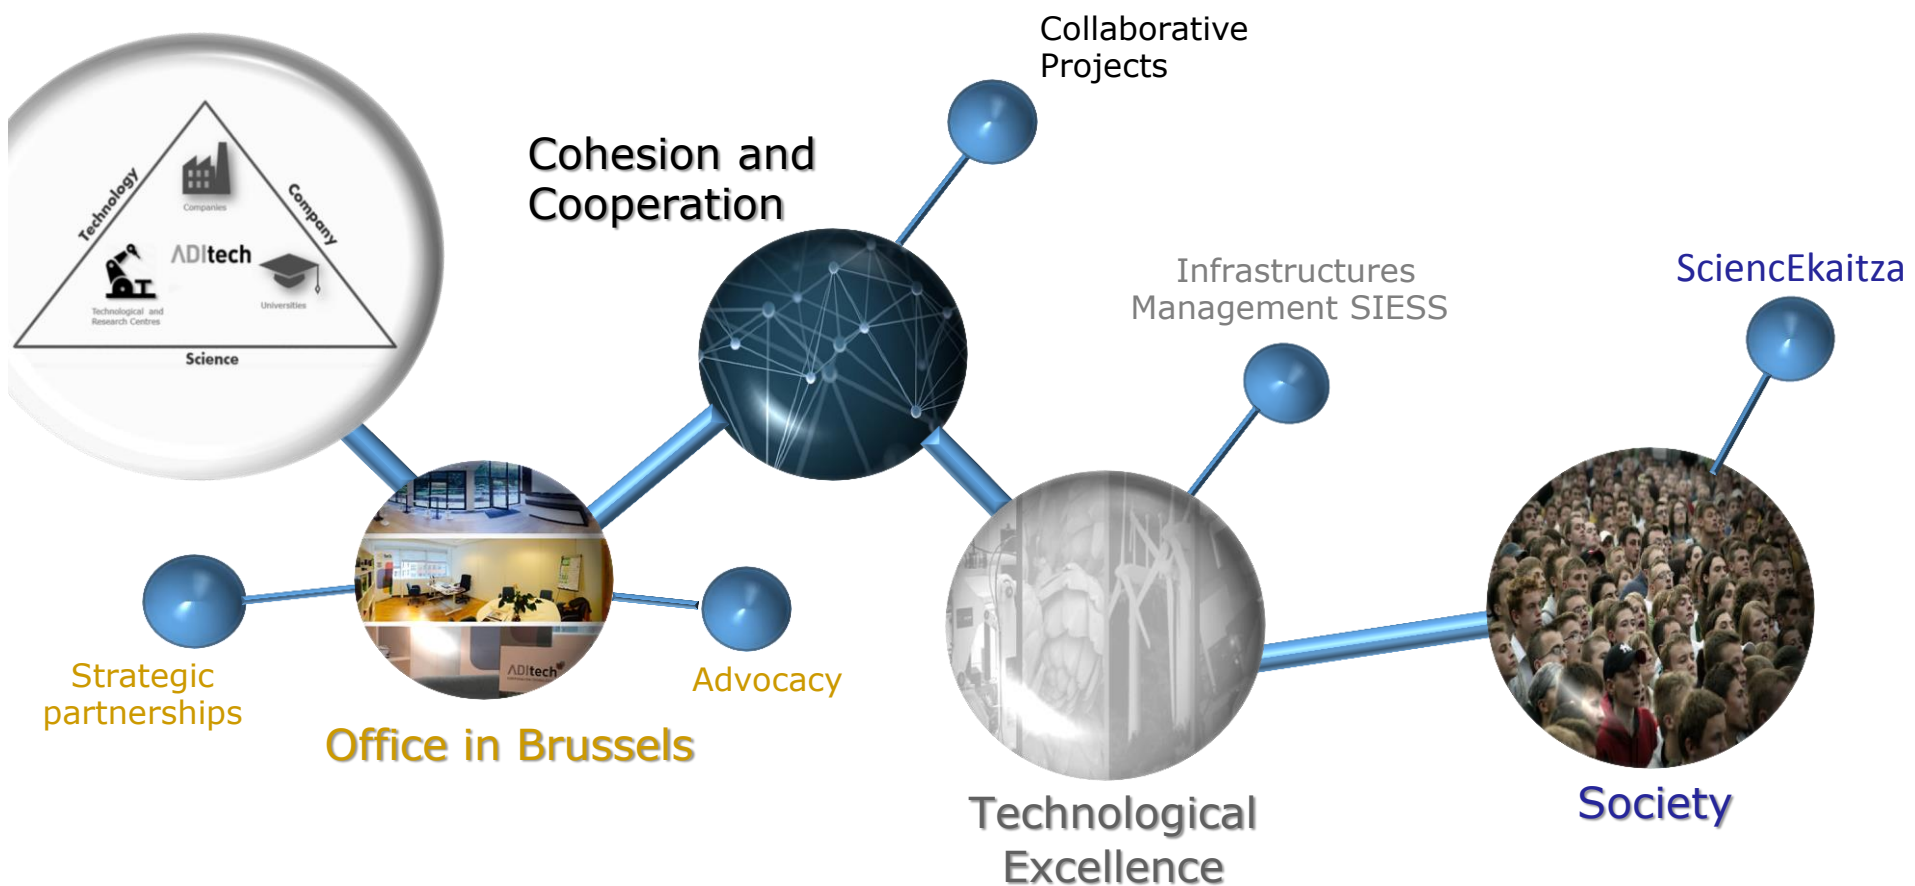 Collaborative
Projects
Cohesion and
Cooperation
Technology
Company
Companies
ADItech
Technological and
Research Centres
Universities
Science
Infrastructures
Management SIESS
SciencEkaitza
ADItech
Strategic
partnerships
Advocacy
Office in Brussels
Technological
Excellence
Society